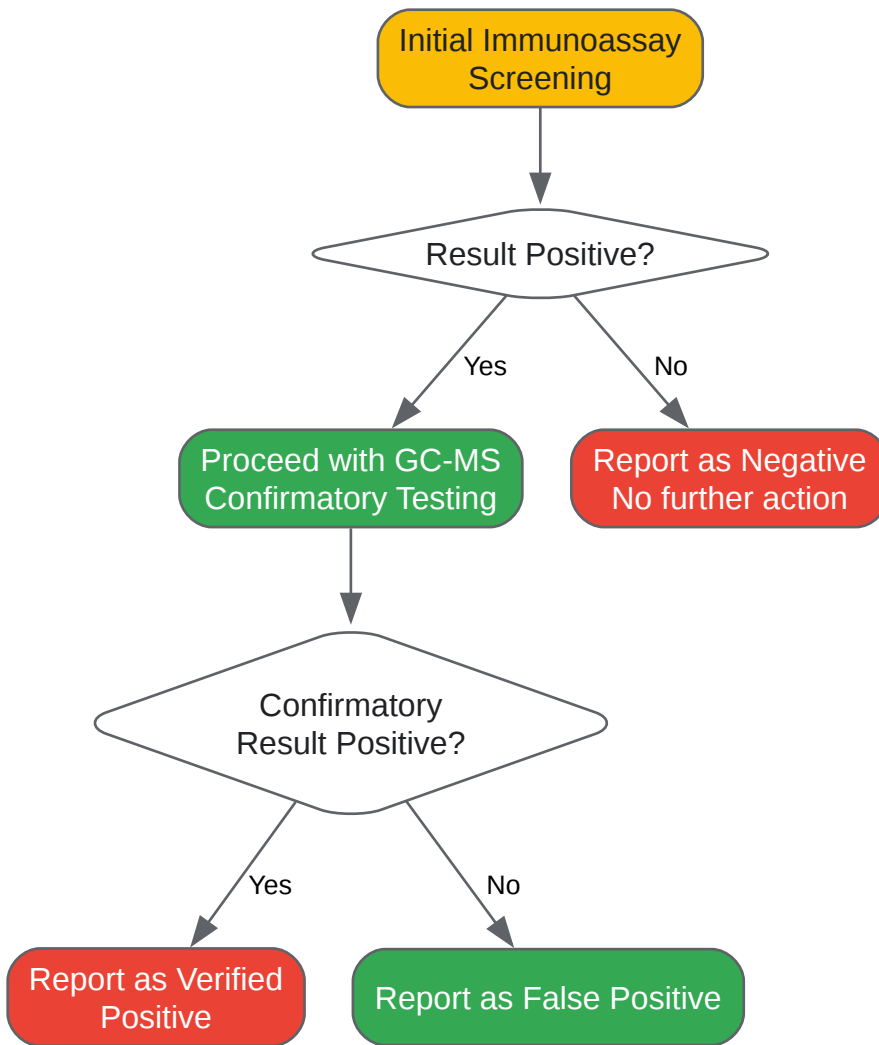 Initial Immunoassay
Screening
Result Positive?
Yes
No
Proceed with GC-MS
Confirmatory Testing
Report as Negative
No further action
Confirmatory
Result Positive?
Yes
No
Report as Verified
Positive
Report as False Positive